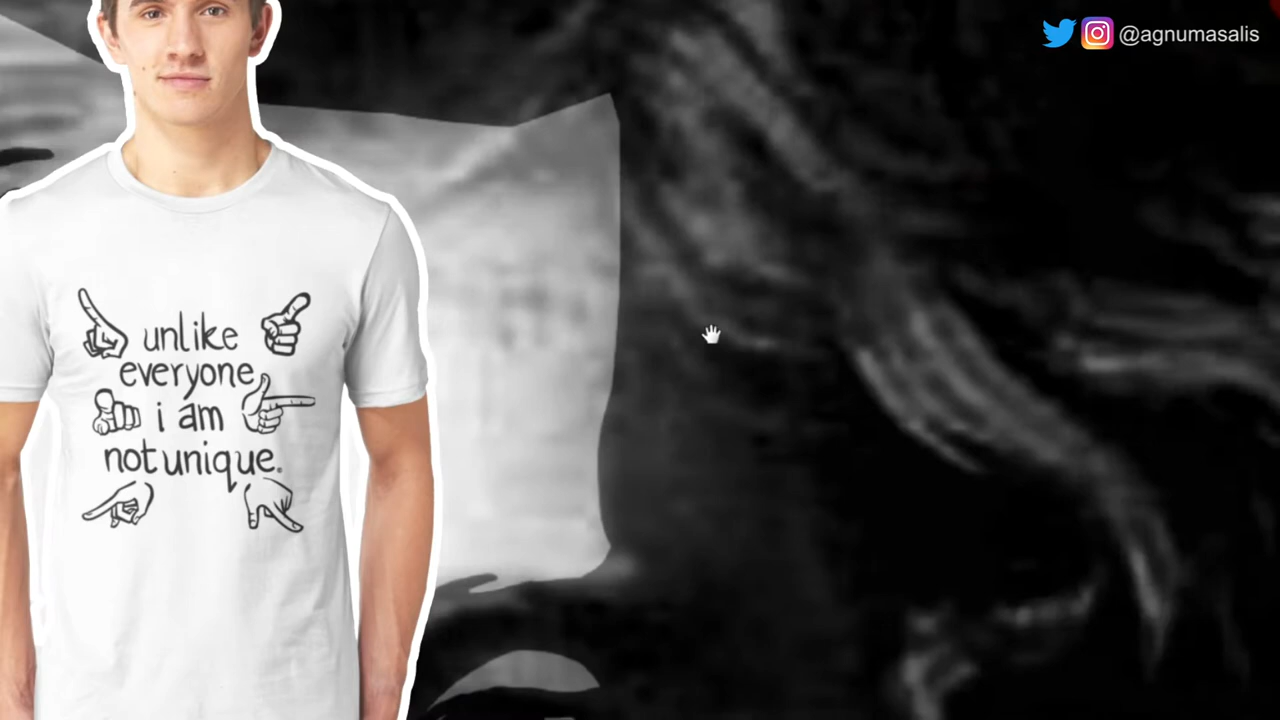 @agnumasalis
unlike
everyone
i am
not unique.